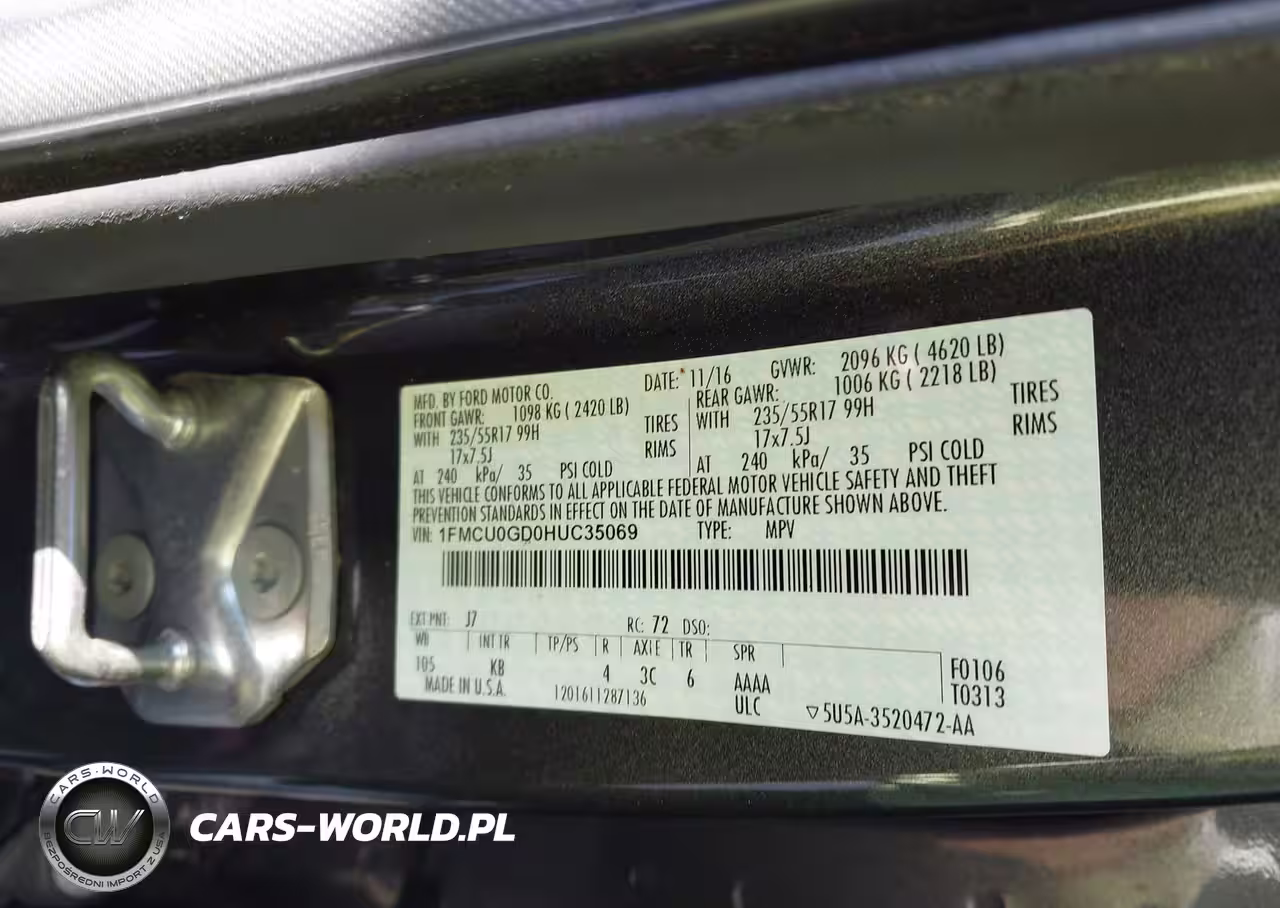 MFD. BY FORD MOTOR CO.
DATE: 11/16 GVWR: 2096 KG ( 4620 LB)
FRONT GAWR: 1098 KG ( 2420 LB)
WITH 235/55R17 99H TIRES
17x7.5J RIMS
AT 240 kPa/ 35 PSI COLD
REAR GAWR: 1006 KG ( 2218 LB)
WITH 235/55R17 99H TIRES
17x7.5J RIMS
AT 240 kPa/ 35 PSI COLD
THIS VEHICLE CONFORMS TO ALL APPLICABLE FEDERAL MOTOR VEHICLE SAFETY AND THEFT
PREVENTION STANDARDS IN EFFECT ON THE DATE OF MANUFACTURE SHOWN ABOVE.
VIN: 1FMCU0GD0HUC35069 TYPE: MPV
EXT PNT: J7 RC: 72 DSO:
WB INT TR TP/PS R AXLE TR SPR
105 KB 4 3C 6 AAAA
F0106
T0313
MADE IN U.S.A. 1201611287136 ULC
▽5U5A-3520472-AA
CARS-WORLD
CW
BEZPOŚREDNI IMPORT Z USA
CARS-WORLD.PL